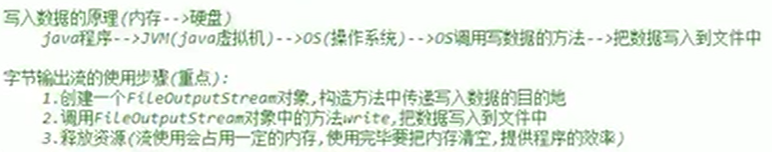 写入数据的原理(内存-->硬盘)
java程序-->JVM(java虚拟机)-->OS(操作系统)-->OS调用写数据的方法-->把数据写入到文件中
字节输出流的使用步骤(重点):
1.创建一个FileOutputStream对象,构造方法中传递写入数据的目的地
2.调用FileOutputStream对象中的方法write,把数据写入到文件中
3.释放资源(流使用会占用一定的内存,使用完毕要把内存清空,提供程序的效率)